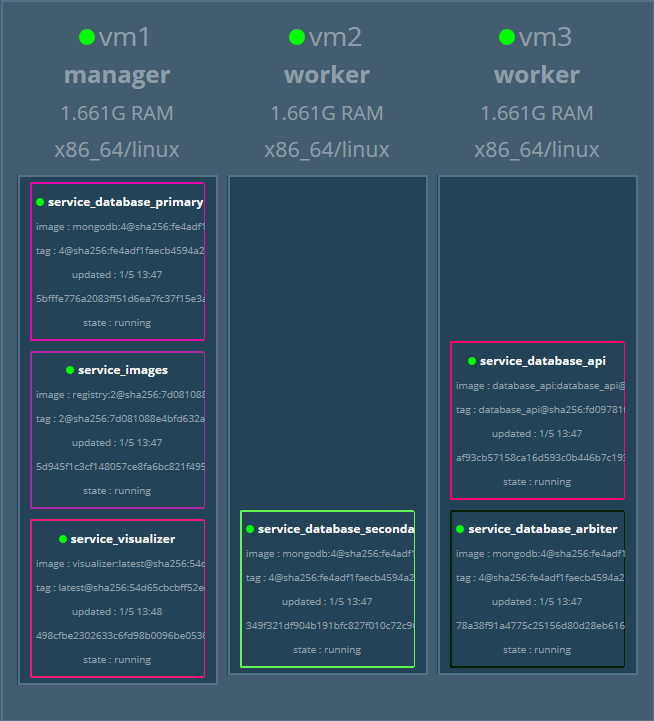 vm1
manager
1.661G RAM
x86_64/linux
service_database_primary
image : mongodb:4@sha256:fe4adf1
tag : 4@sha256:fe4adf1faecb4594a2
updated : 1/5 13:47
5bfffe776a2083ff51d6ea7fc37f15e3a
state : running
service_images
image : registry:2@sha256:7d081088
tag : 2@sha256:7d081088e4bfd632a
updated : 1/5 13:47
5d945f1c3cf148057ce8fa6bc821f495
state : running
service_visualizer
image : visualizer:latest@sha256:54d
tag : latest@sha256:54d65cbcbff52e
updated : 1/5 13:48
498cfbe2302633c6fd98b0096be0530
state : running
vm2
worker
1.661G RAM
x86_64/linux
service_database_seconda
image : mongodb:4@sha256:fe4adf1
tag : 4@sha256:fe4adf1faecb4594a2
updated : 1/5 13:47
349f321df904b191bfc827f010c72c96
state : running
vm3
worker
1.661G RAM
x86_64/linux
service_database_api
image : database_api:database_api@
tag : database_api@sha256:fd09781f
updated : 1/5 13:47
af93cb57158ca16d593c0b446b7c193
state : running
service_database_arbiter
image : mongodb:4@sha256:fe4adf1
tag : 4@sha256:fe4adf1faecb4594a2
updated : 1/5 13:47
78a38f91a4775c25156d80d28eb616
state : running